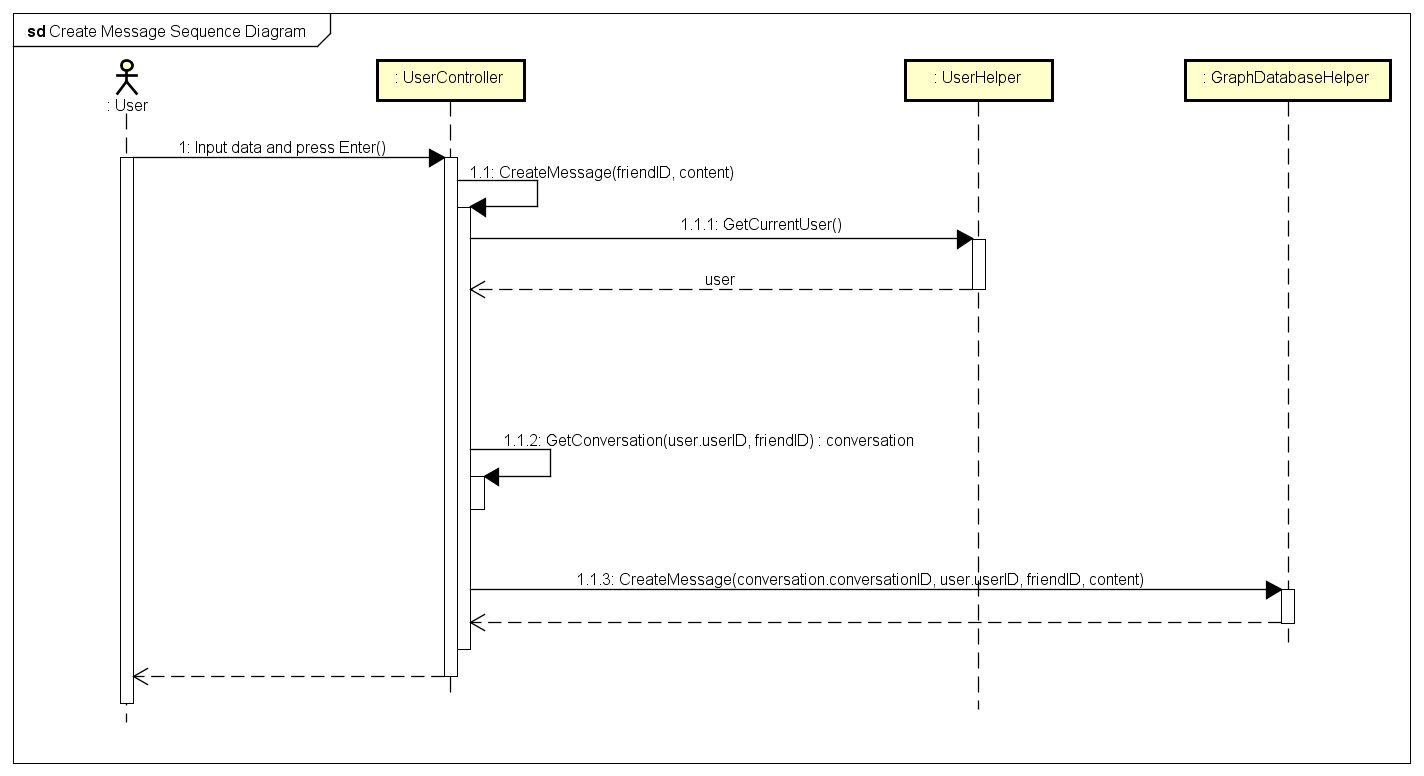 sd Create Message Sequence Diagram
: User
: UserController
: UserHelper
: GraphDatabaseHelper
1: Input data and press Enter()
1.1: CreateMessage(friendID, content)
1.1.1: GetCurrentUser()
user
1.1.2: GetConversation(user.userID, friendID) : conversation
1.1.3: CreateMessage(conversation.conversationID, user.userID, friendID, content)